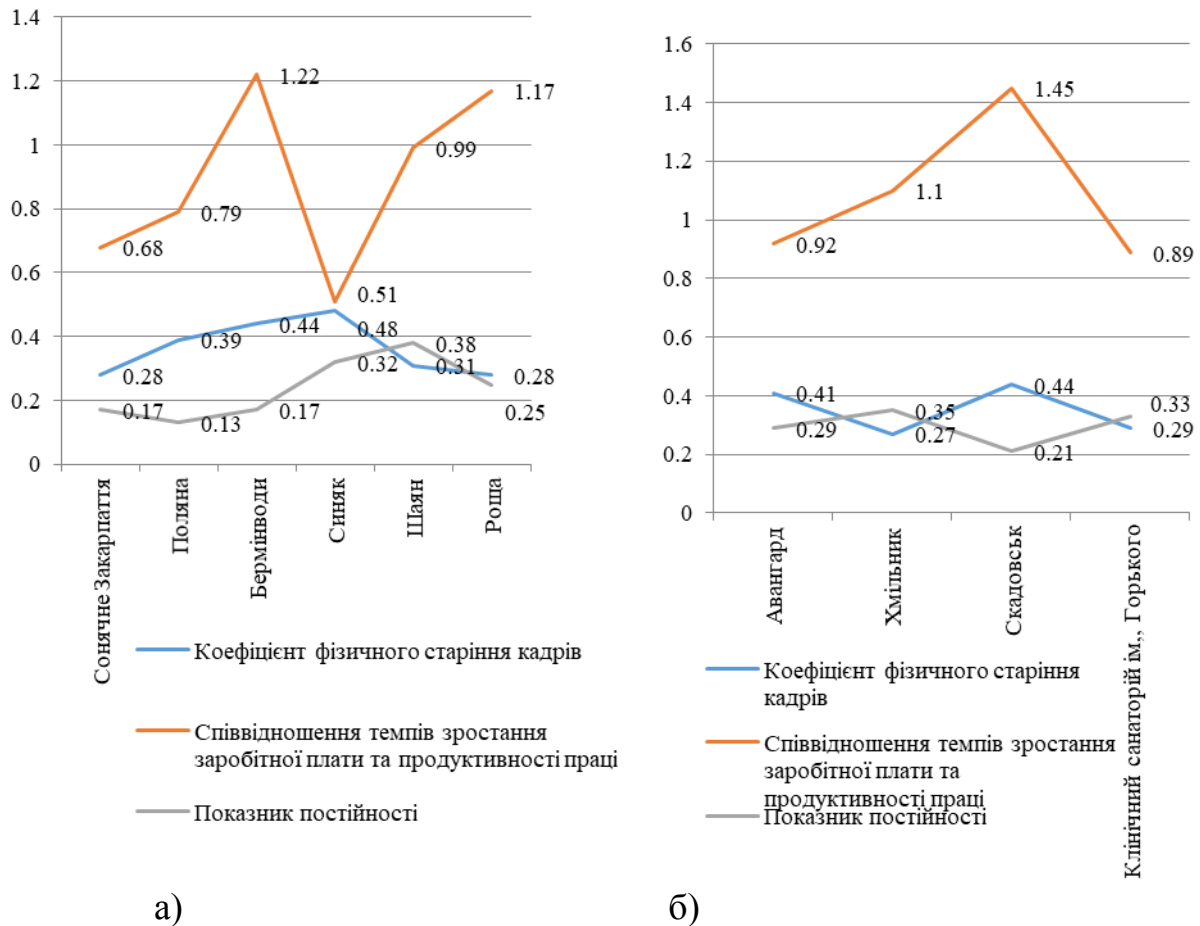 1.4
1.2
1
0.8
0.6
0.4
0.2
0
0.68
0.79
1.22
0.51
0.99
1.17
0.28
0.39
0.44
0.48
0.31
0.28
0.17
0.13
0.17
0.32
0.38
0.25
Сонячне Закарпаття
Поляна
Бермінводи
Синяк
Шаян
Роща
Коефіцієнт фізичного старіння кадрів
Співвідношення темпів зростання
заробітної плати та продуктивності праці
Показник постійності
а)
1.6
1.4
1.2
1
0.8
0.6
0.4
0.2
0
0.92
1.1
1.45
0.89
0.41
0.27
0.44
0.29
0.29
0.35
0.21
0.33
Авангард
Хмільник
Скадовськ
Клінічний санаторій ім,,, Горького
Коефіцієнт фізичного старіння
кадрів
Співвідношення темпів зростання
заробітної плати та
продуктивності праці
Показник постійності
б)